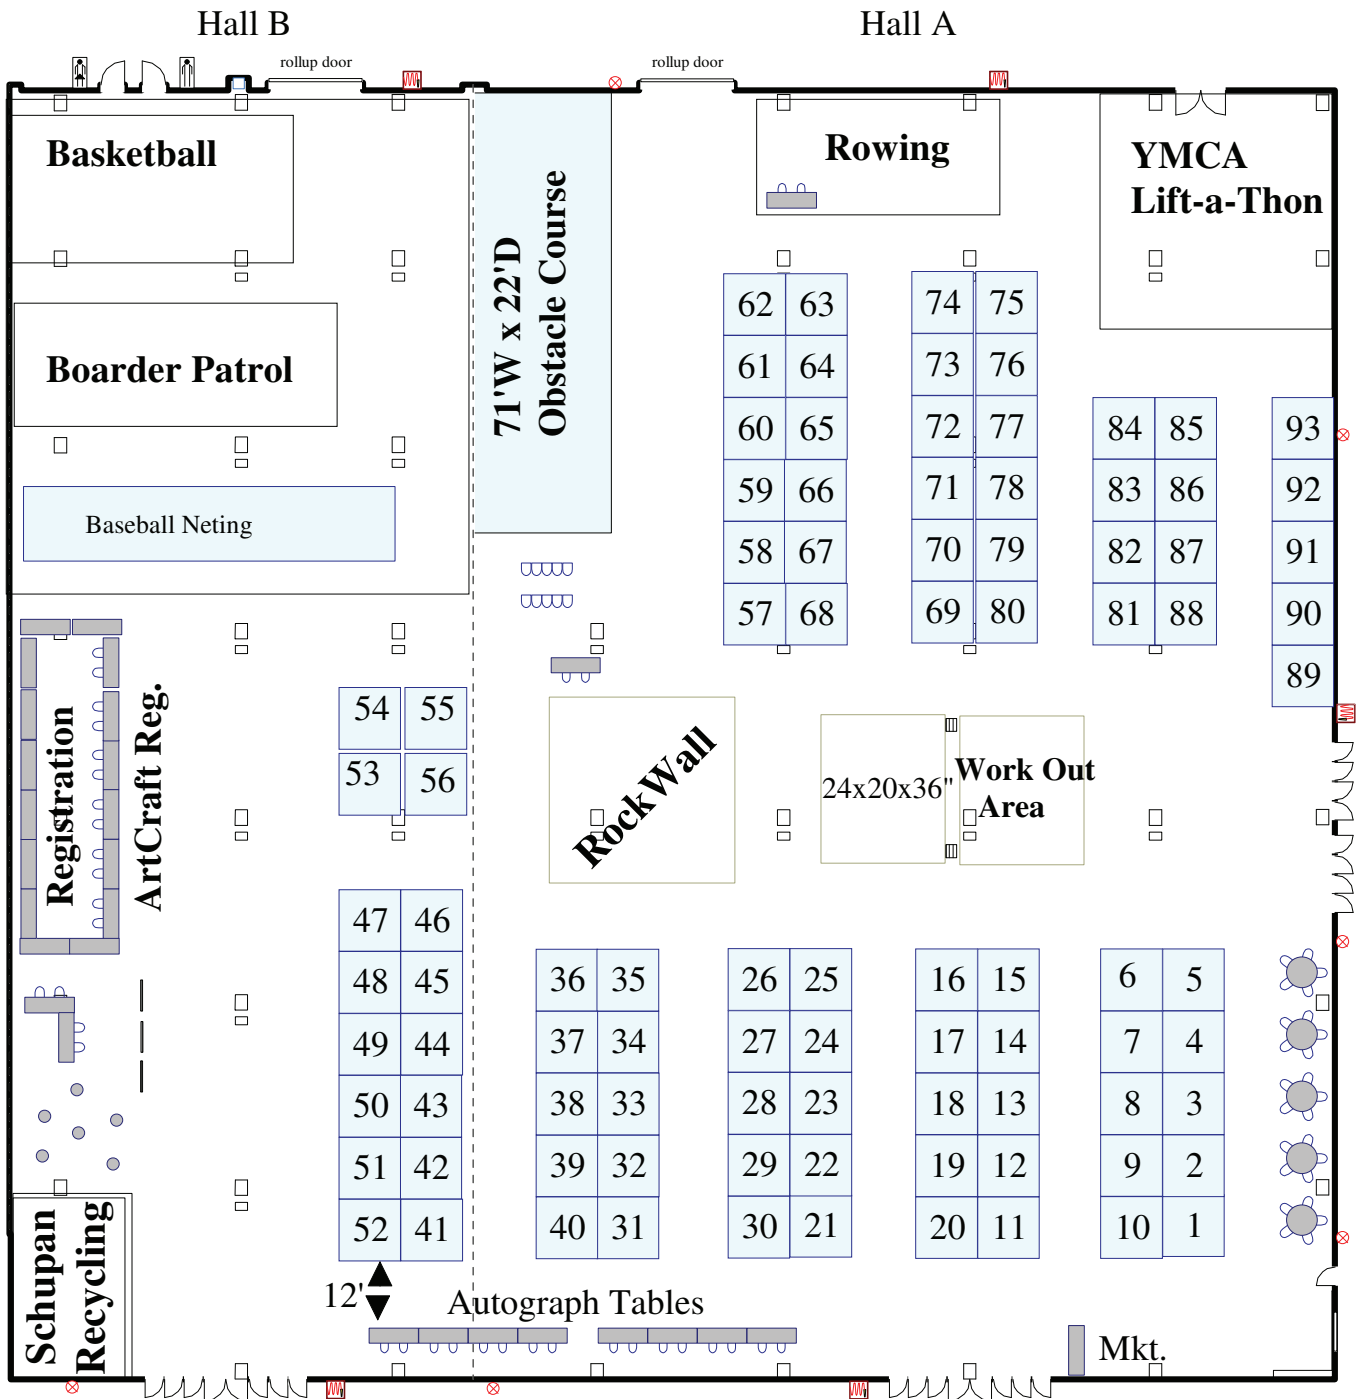 Hall B
Hall A
rollup door
rollup door
Basketball
Rowing
YMCA
Lift-a-Thon
71'W x 22'D
Obstacle Course
Boarder Patrol
Baseball Neting
62 63
61 64
60 65
59 66
58 67
57 68
74 75
73 76
72 77
71 78
70 79
69 80
84 85
83 86
82 87
81 88
93
92
91
90
89
Registration
ArtCraft Reg.
54 55
53 56
RockWall
24x20x36"
Work Out
Area
47 46
48 45
49 44
50 43
51 42
52 41
36 35
37 34
38 33
39 32
40 31
26 25
27 24
28 23
29 22
30 21
16 15
17 14
18 13
19 12
20 11
6 5
7 4
8 3
9 2
10 1
Schupan
Recycling
12'
Autograph Tables
Mkt.